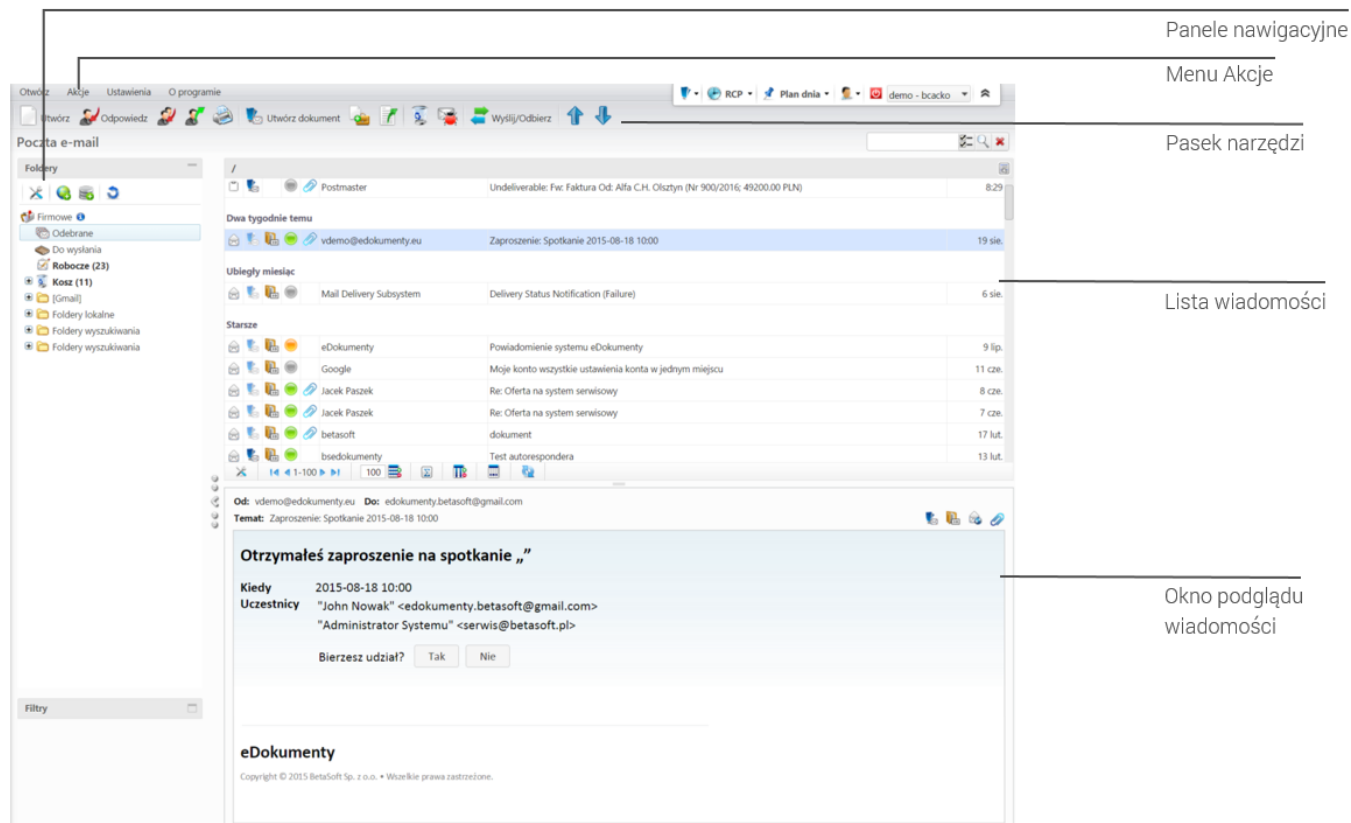 Panele nawigacyjne
Menu Akcje
Otwórz Akcje Ustawienia O programie
RCP Plan dnia demo - bcacko
Utwórz Odpowiedz Utwórz dokument Wyślij/Odbierz
Pasek narzędzi
Poczta e-mail
Foldery
/
Postmaster Undeliverable: Fw: Faktura Od: Alfa C.H. Olsztyn (Nr 900/2016; 49200.00 PLN) 8:29
Firmowe
Dwa tygodnie temu
Odebrane
vdemo@edokumenty.eu Zaproszenie: Spotkanie 2015-08-18 10:00 19 sie.
Do wysłania
Robocze (23)
Ubiegły miesiąc
Kosz (11)
Mail Delivery Subsystem Delivery Status Notification (Failure) 6 sie.
Lista wiadomości
[Gmail]
Foldery lokalne
Starsze
Foldery wyszukiwania
Foldery wyszukiwania
eDokumenty Powiadomienie systemu eDokumenty 9 lip.
Google Moje konto wszystkie ustawienia konta w jednym miejscu 11 cze.
Jacek Paszek Re: Oferta na system serwisowy 8 cze.
Jacek Paszek Re: Oferta na system serwisowy 7 cze.
betasoft dokument 17 lut.
bsedokumenty Test autorespondera 13 lut.
1-100 100
Od: vdemo@edokumenty.eu Do: edokumenty.betasoft@gmail.com
Temat: Zaproszenie: Spotkanie 2015-08-18 10:00
Otrzymałeś zaproszenie na spotkanie „”
Kiedy 2015-08-18 10:00
Uczestnicy "John Nowak" <edokumenty.betasoft@gmail.com>
"Administrator Systemu" <serwis@betasoft.pl>
Okno podglądu
wiadomości
Bierzesz udział? Tak Nie
Filtry
eDokumenty
Copyright © 2015 BetaSoft Sp. z o.o. • Wszelkie prawa zastrzeżone.